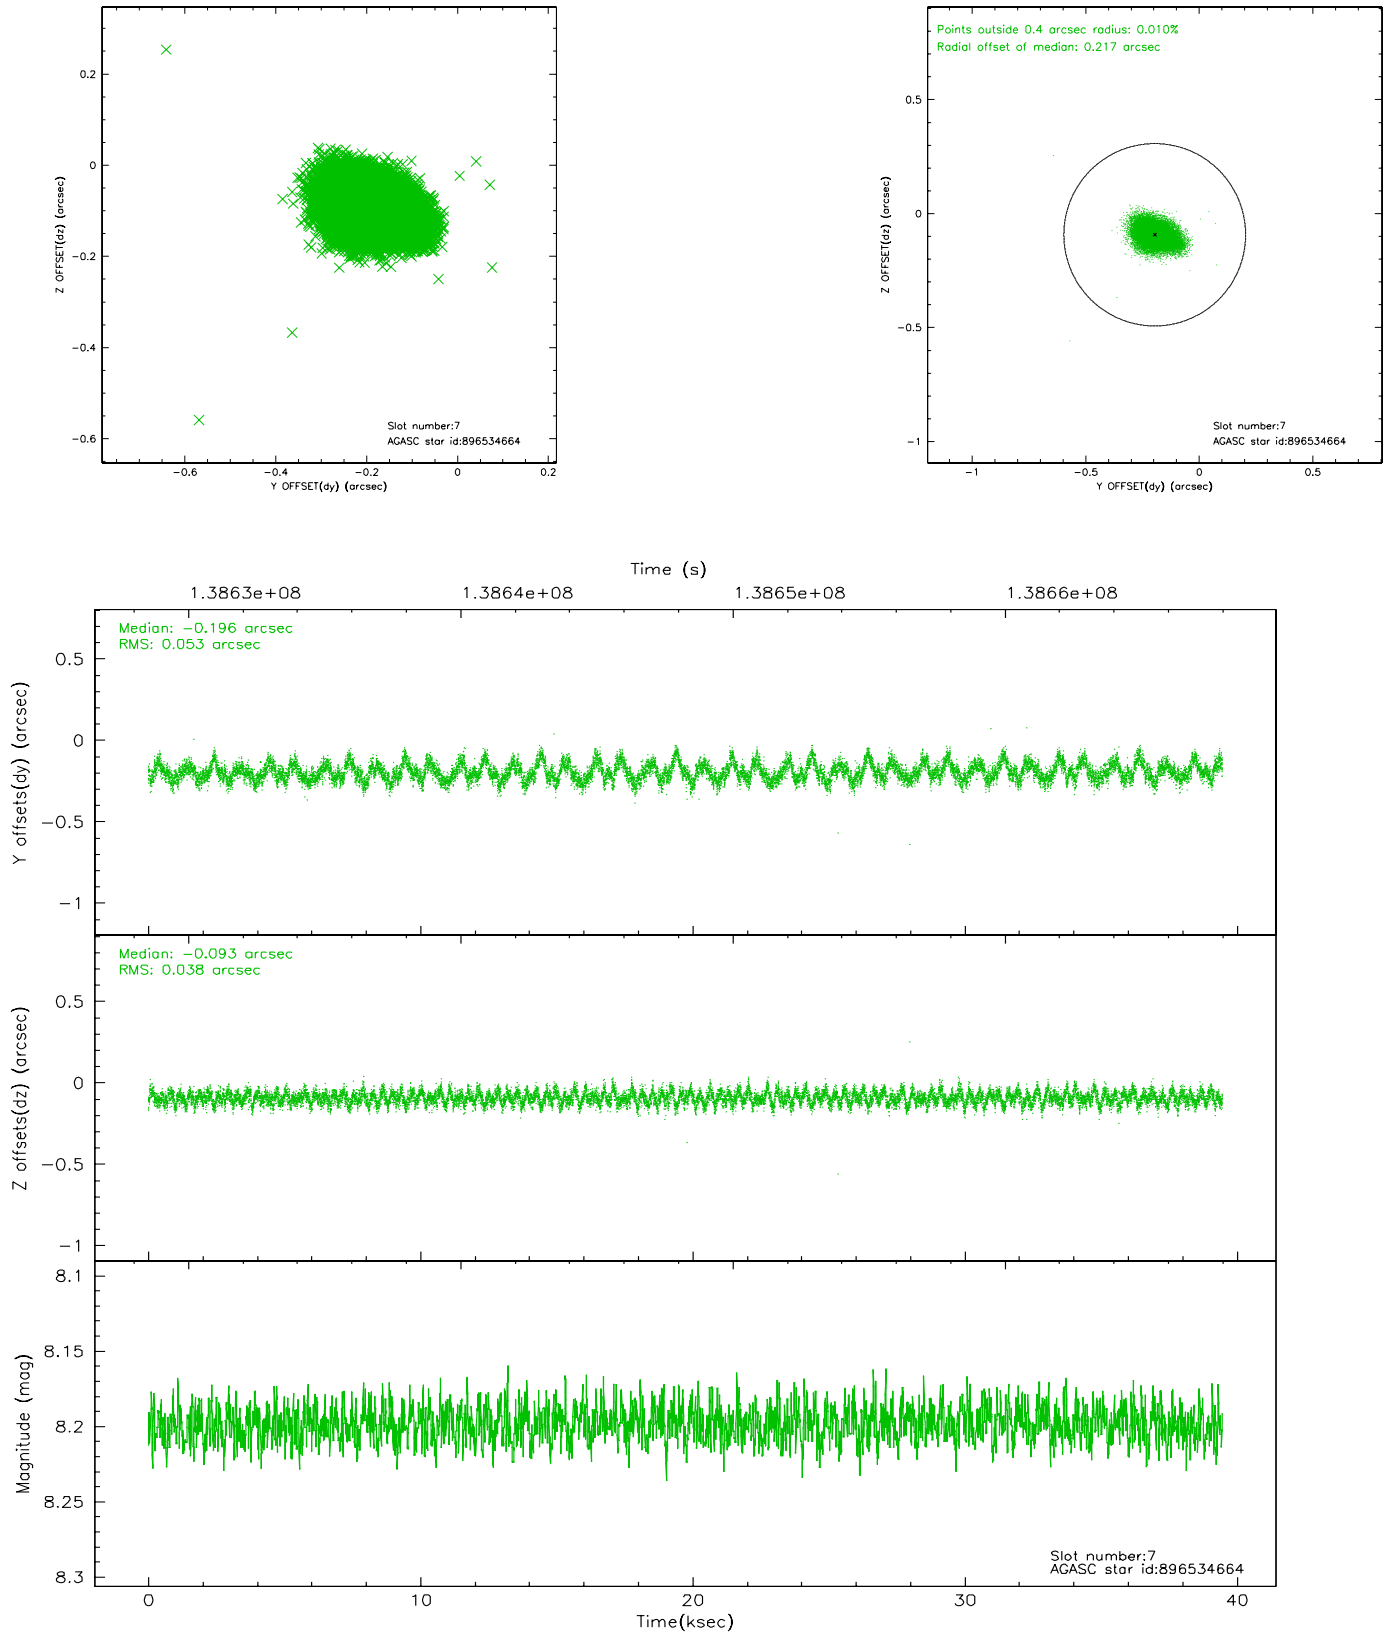 0.2
0
-0.2
-0.4
-0.6
Z OFFSET(dz) (arcsec)
Slot number:7
AGASC star id:896534664
-0.6 -0.4 -0.2 0 0.2
Y OFFSET(dy) (arcsec)
Points outside 0.4 arcsec radius: 0.010%
Radial offset of median: 0.217 arcsec
0.5
0
-0.5
-1
Z OFFSET(dz) (arcsec)
Slot number:7
AGASC star id:896534664
-1 -0.5 0 0.5
Y OFFSET(dy) (arcsec)
Time (s)
1.3863e+08 1.3864e+08 1.3865e+08 1.3866e+08
Median: -0.196 arcsec
RMS: 0.053 arcsec
0.5
0
-0.5
-1
Y offsets(dy) (arcsec)
Median: -0.093 arcsec
RMS: 0.038 arcsec
0.5
0
-0.5
-1
Z offsets(dz) (arcsec)
8.1
8.15
8.2
8.25
8.3
Magnitude (mag)
Slot number:7
AGASC star id:896534664
0 10 20 30 40
Time(ksec)